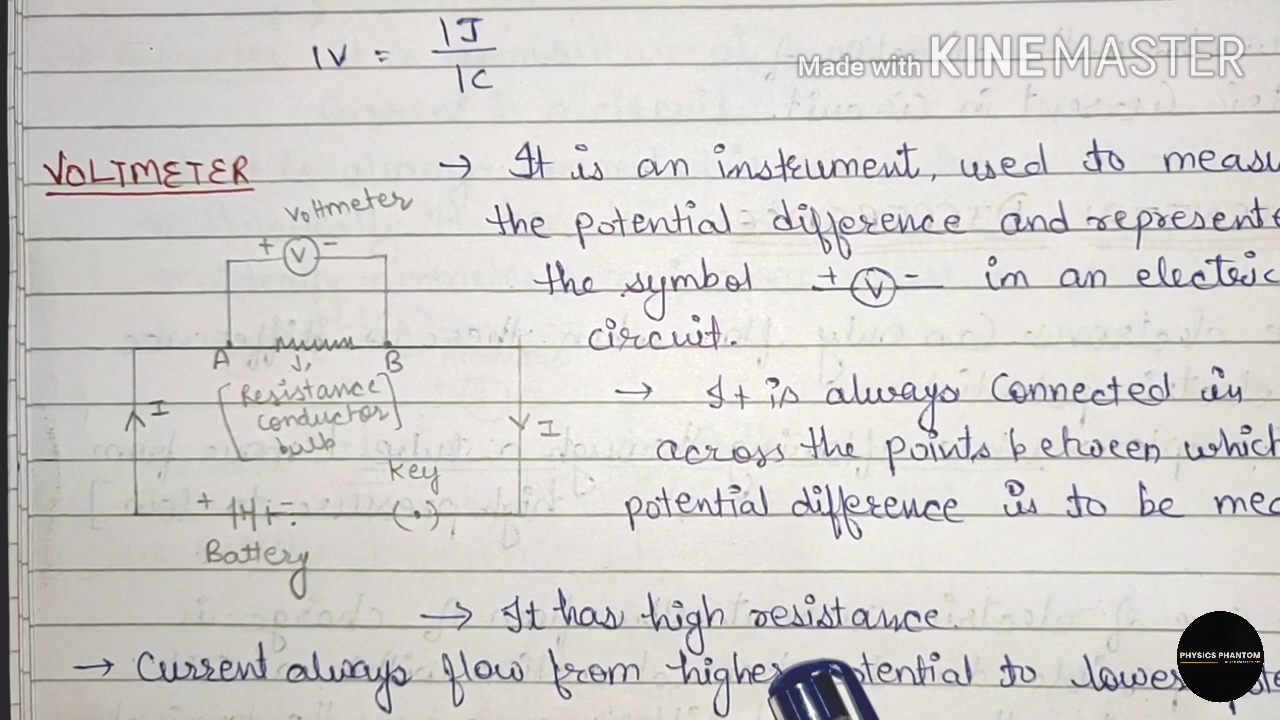 1V = 1J / 1C
Made with KINEMASTER
VOLTMETER
→ It is an instrument, used to measu
the potential difference and represente
the symbol + V - in an electric
circuit.
voltmeter
+ V -
A B
[Resistance
conductor
bulb
I
I
Key
+ - (.)
Battery
→ It is always connected in
across the points between which
potential difference is to be mea
→ It has high resistance.
→ Current always flow from higher to lower
PHYSICS PHANTOM